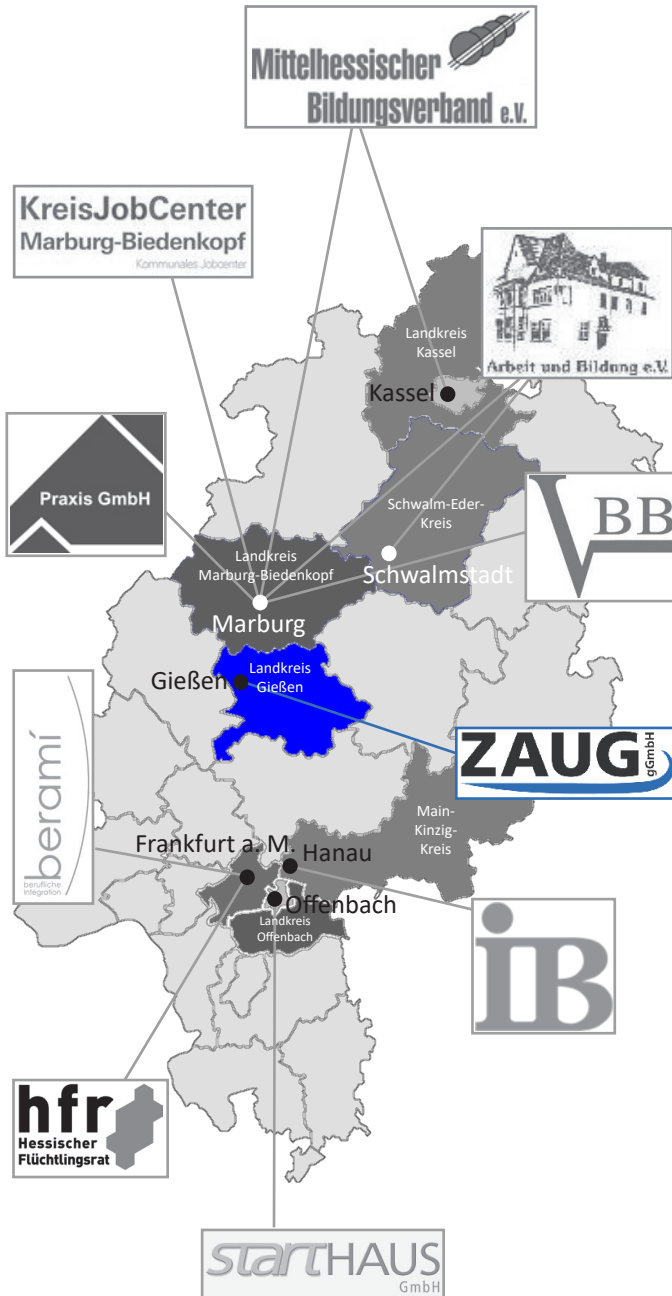 Mittelhessischer
Bildungsverband e.V.
KreisJobCenter
Marburg-Biedenkopf
Kommunales Jobcenter
Arbeit und Bildung e.V.
Landkreis
Kassel
Kassel
Praxis GmbH
Schwalm-Eder-
Kreis
VBB
Landkreis
Marburg-Biedenkopf
Schwalmstadt
Marburg
Gießen
Landkreis
Gießen
ZAUG
gGmbH
beramí
berufliche
Integration
Main-
Kinzig-
Kreis
Frankfurt a. M.
Hanau
Offenbach
Landkreis
Offenbach
iB
hfr
Hessischer
Flüchtlingsrat
startHAUS
GmbH